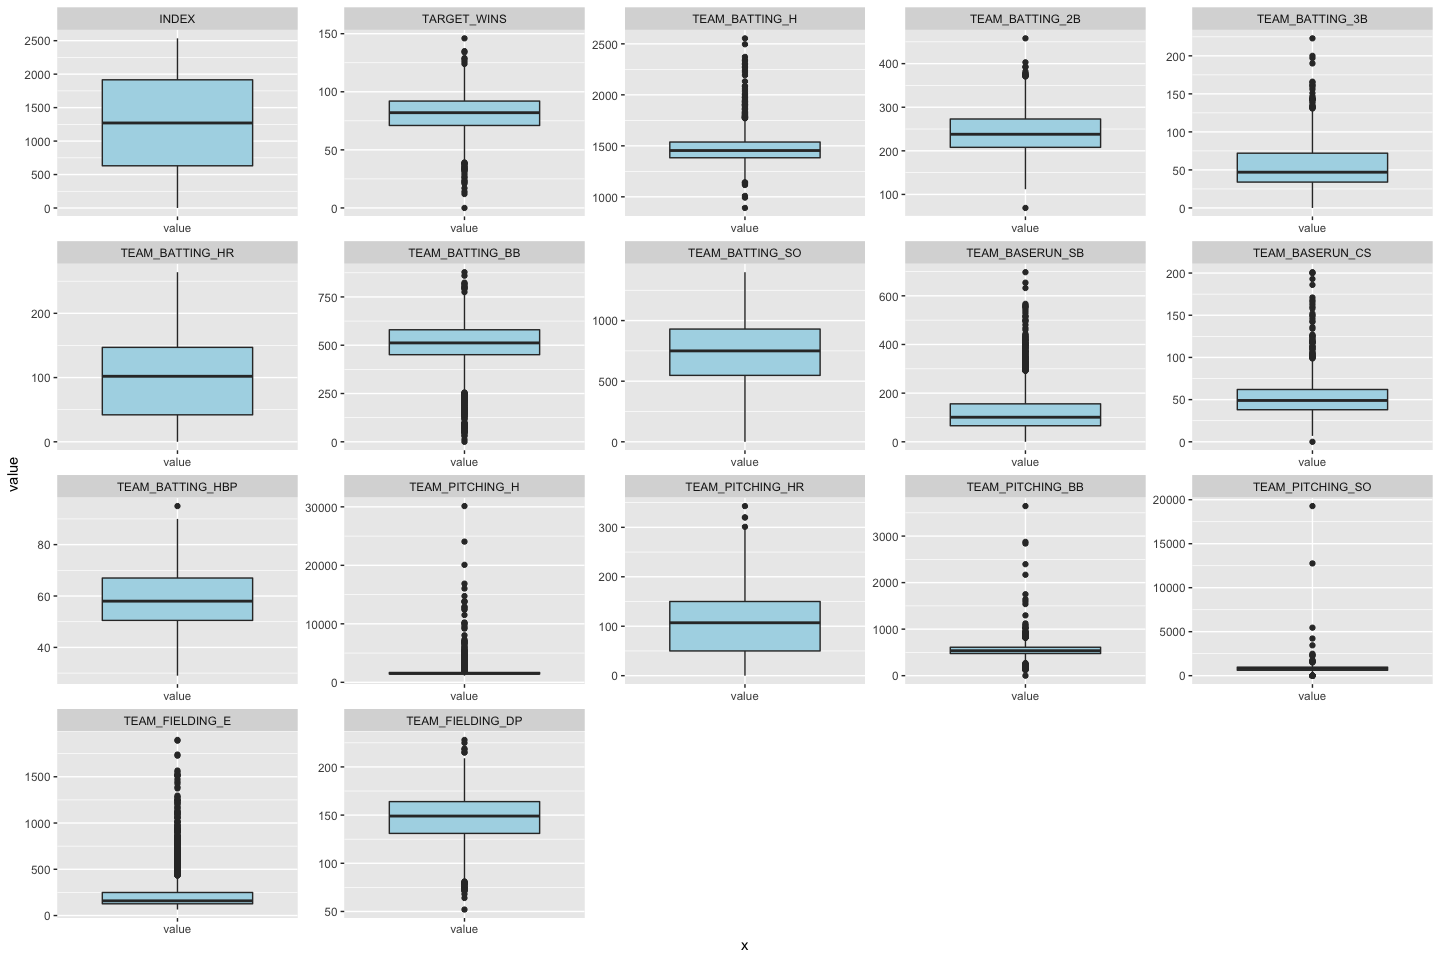 INDEX
2500
2000
1500
1000
500
0
value
TARGET_WINS
150
100
50
0
value
TEAM_BATTING_H
2500
2000
1500
1000
value
TEAM_BATTING_2B
400
300
200
100
value
TEAM_BATTING_3B
200
150
100
50
0
value
value
TEAM_BATTING_HR
200
100
0
value
TEAM_BATTING_BB
750
500
250
0
value
TEAM_BATTING_SO
1000
500
0
value
TEAM_BASERUN_SB
600
400
200
0
value
TEAM_BASERUN_CS
200
150
100
50
0
value
TEAM_BATTING_HBP
80
60
40
value
TEAM_PITCHING_H
30000
20000
10000
0
value
TEAM_PITCHING_HR
300
200
100
0
value
TEAM_PITCHING_BB
3000
2000
1000
0
value
TEAM_PITCHING_SO
20000
15000
10000
5000
0
value
TEAM_FIELDING_E
1500
1000
500
0
value
TEAM_FIELDING_DP
200
150
100
50
value
x